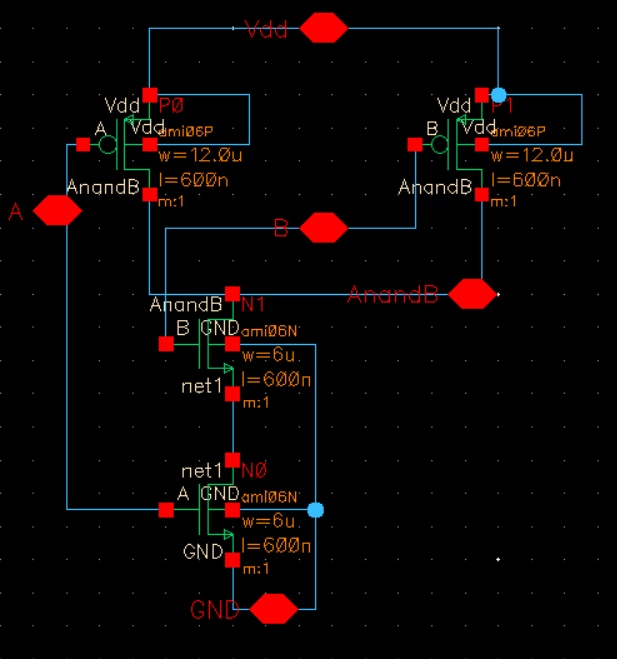 Vdd
Vdd P0
A Vdd ami06P
w=12.0u
AnandB l=600n
m:1
Vdd P1
B Vdd ami06P
w=12.0u
AnandB l=600n
m:1
A
B
AnandB
AnandB N1
B GND ami06N
w=6u
l=600n
net1 m:1
net1 N0
A GND ami06N
w=6u
GND l=600n
m:1
GND